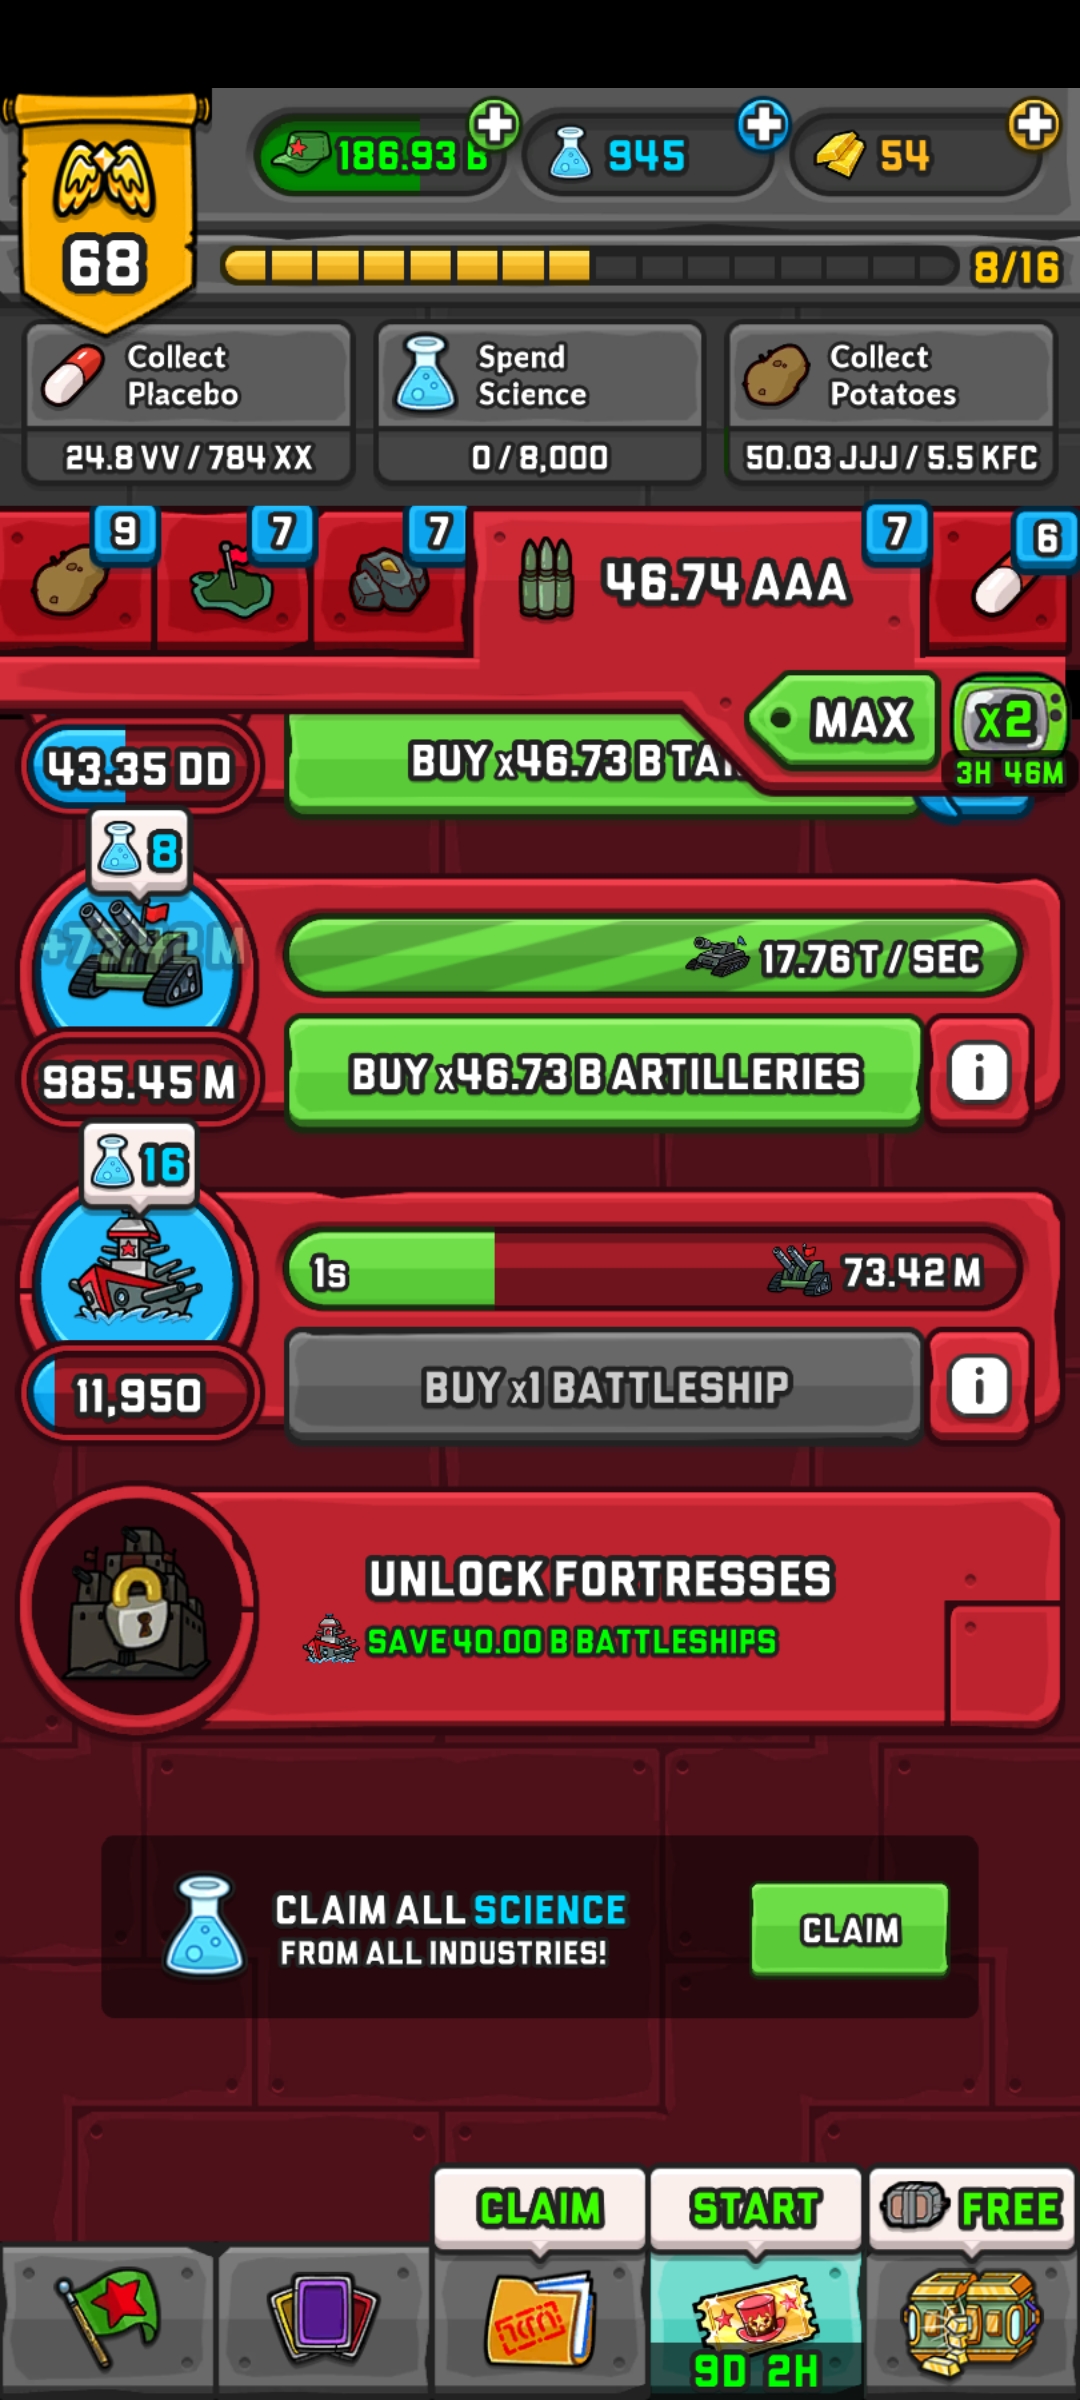 186.93 B
945
54
68
8/16
Collect
Placebo
24.8 VV / 784 XX
Spend
Science
0 / 8,000
Collect
Potatoes
50.03 JJJ / 5.5 KFC
9
7
7
46.74 AAA
7
6
MAX
x2
3H 46M
43.35 DD
BUY x46.73 B TAN
8
17.76 T / SEC
985.45 M
BUY x46.73 B ARTILLERIES
i
16
1s
73.42 M
11,950
BUY x1 BATTLESHIP
i
UNLOCK FORTRESSES
SAVE 40.00 B BATTLESHIPS
CLAIM ALL SCIENCE
FROM ALL INDUSTRIES!
CLAIM
CLAIM
START
FREE
9D 2H